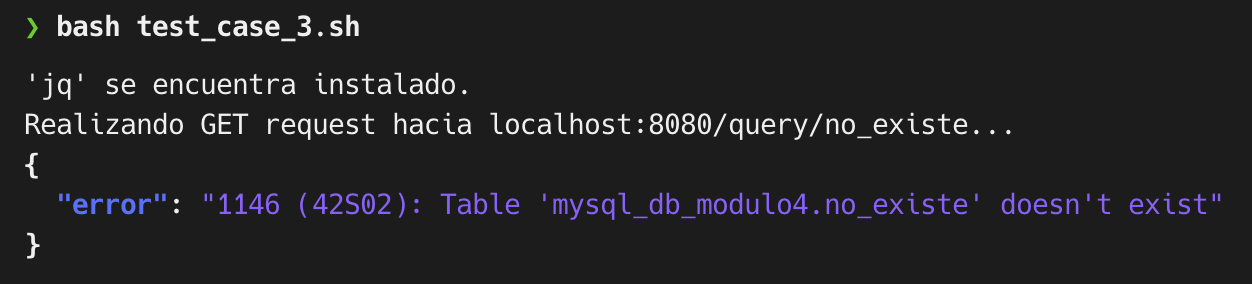 ❯ bash test_case_3.sh
'jq' se encuentra instalado.
Realizando GET request hacia localhost:8080/query/no_existe...
{
  "error": "1146 (42S02): Table 'mysql_db_modulo4.no_existe' doesn't exist"
}